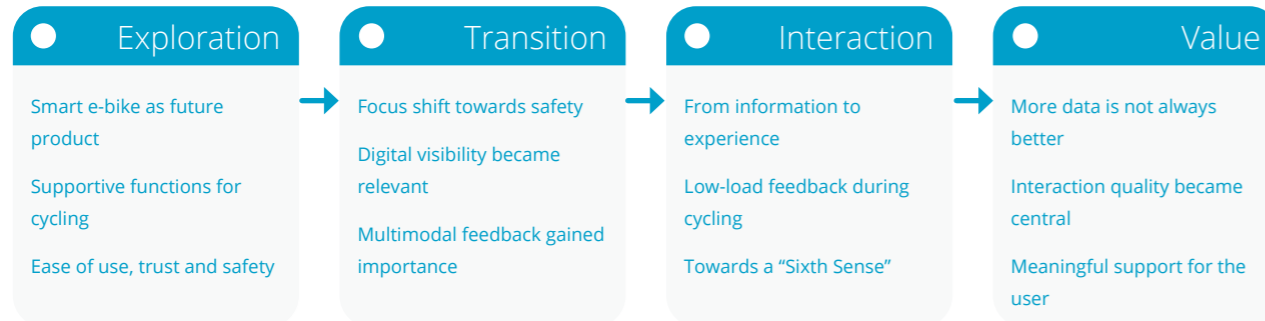 Exploration
Smart e-bike as future
product
Supportive functions for
cycling
Ease of use, trust and safety
Transition
Focus shift towards safety
Digital visibility became
relevant
Multimodal feedback gained
importance
Interaction
From information to
experience
Low-load feedback during
cycling
Towards a “Sixth Sense”
Value
More data is not always
better
Interaction quality became
central
Meaningful support for the
user